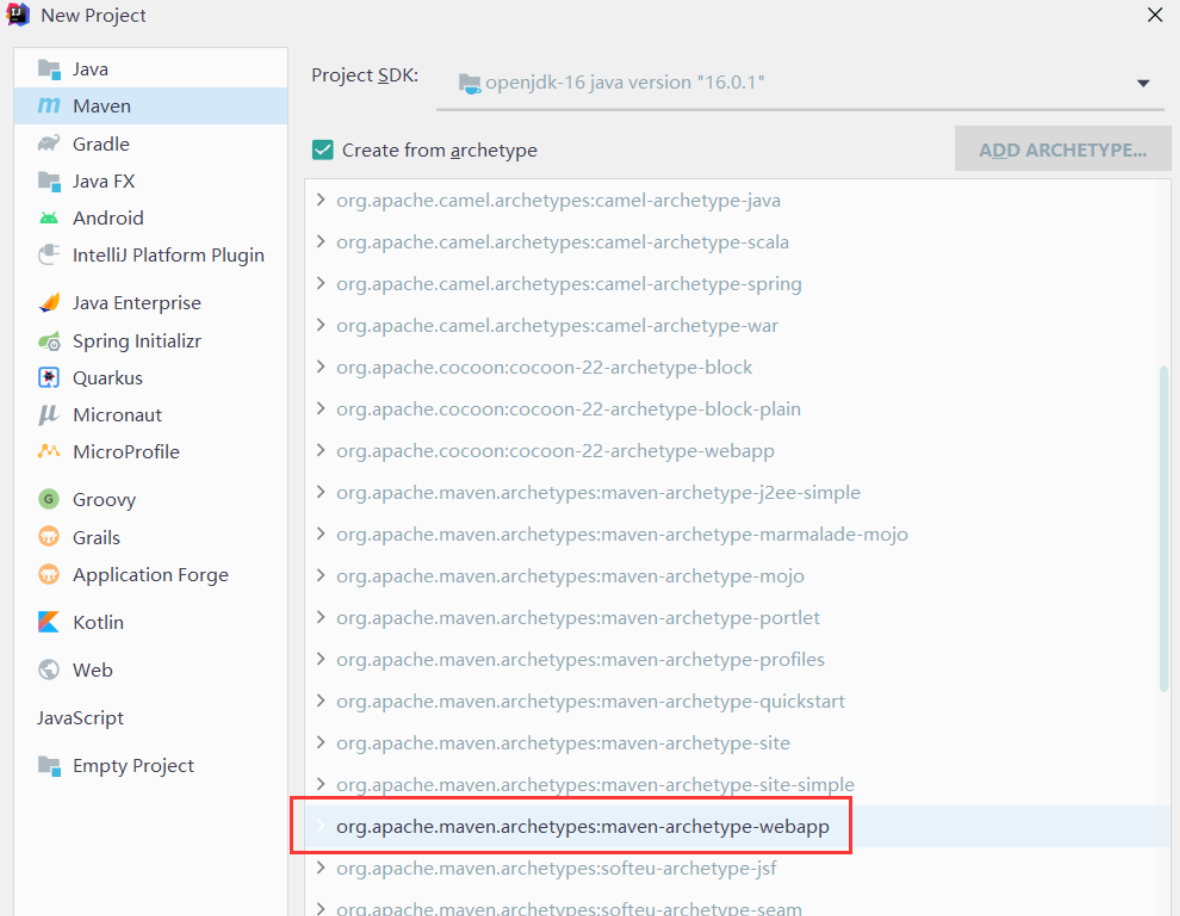 New Project
Java
Maven
Gradle
Java FX
Android
IntelliJ Platform Plugin
Java Enterprise
Spring Initializr
Quarkus
Micronaut
MicroProfile
Groovy
Grails
Application Forge
Kotlin
Web
JavaScript
Empty Project
Project SDK:
openjdk-16 java version "16.0.1"
Create from archetype
ADD ARCHETYPE...
org.apache.camel.archetypes:camel-archetype-java
org.apache.camel.archetypes:camel-archetype-scala
org.apache.camel.archetypes:camel-archetype-spring
org.apache.camel.archetypes:camel-archetype-war
org.apache.cocoon:cocoon-22-archetype-block
org.apache.cocoon:cocoon-22-archetype-block-plain
org.apache.cocoon:cocoon-22-archetype-webapp
org.apache.maven.archetypes:maven-archetype-j2ee-simple
org.apache.maven.archetypes:maven-archetype-marmalade-mojo
org.apache.maven.archetypes:maven-archetype-mojo
org.apache.maven.archetypes:maven-archetype-portlet
org.apache.maven.archetypes:maven-archetype-profiles
org.apache.maven.archetypes:maven-archetype-quickstart
org.apache.maven.archetypes:maven-archetype-site
org.apache.maven.archetypes:maven-archetype-site-simple
org.apache.maven.archetypes:maven-archetype-webapp
org.apache.maven.archetypes:softeu-archetype-jsf
org.apache.maven.archetypes:softeu-archetype-seam